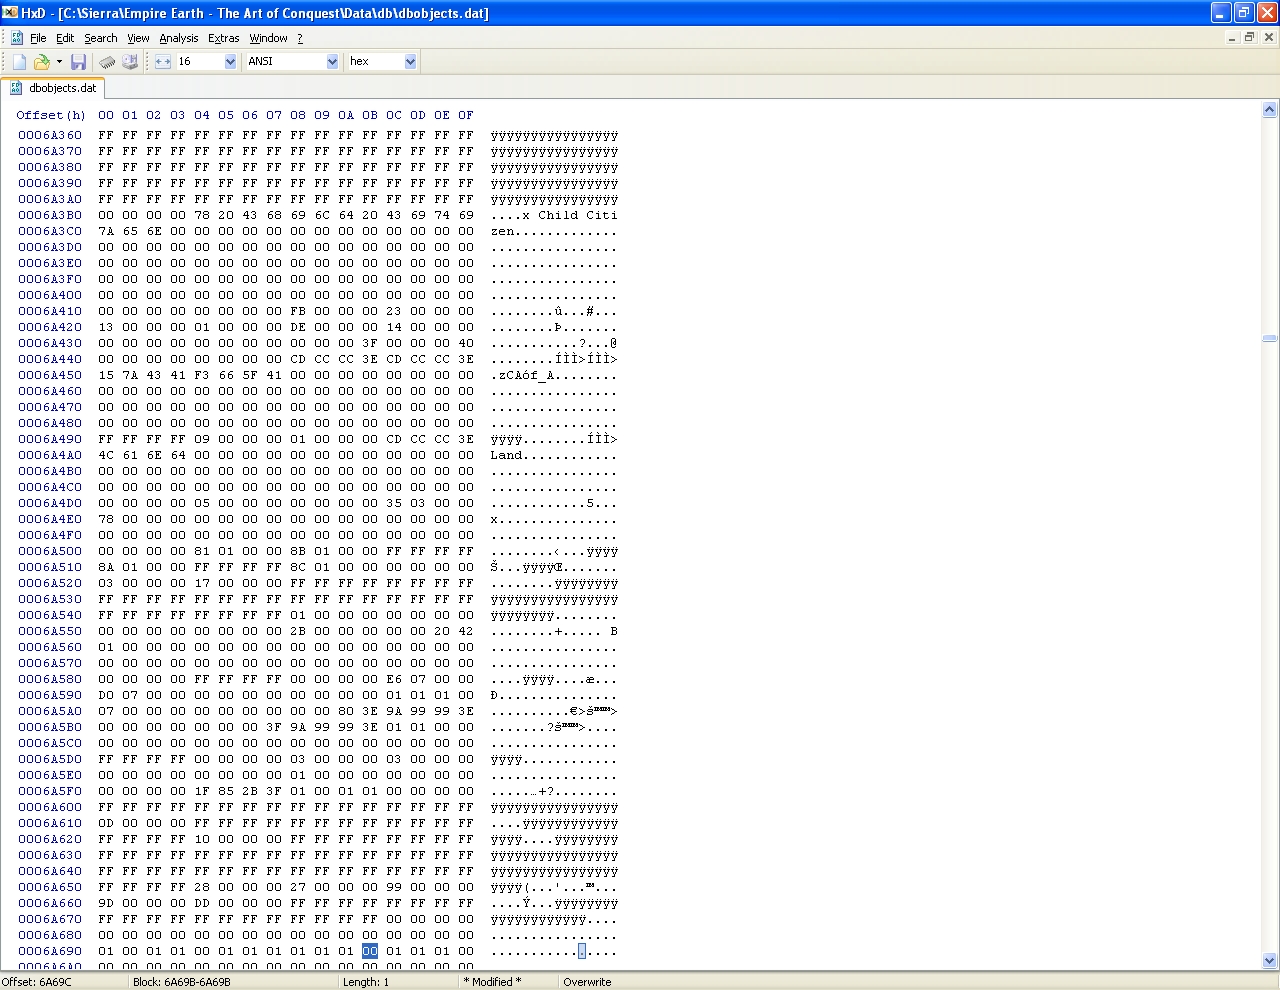 HxD - [C:\Sierra\Empire Earth - The Art of Conquest\Data\db\dbobjects.dat]
File Edit Search View Analysis Extras Window ?
16 ANSI hex
dbobjects.dat
Offset(h) 00 01 02 03 04 05 06 07 08 09 0A 0B 0C 0D 0E 0F
0006A360 FF FF FF FF FF FF FF FF FF FF FF FF FF FF FF FF ÿÿÿÿÿÿÿÿÿÿÿÿÿÿÿÿ
0006A370 FF FF FF FF FF FF FF FF FF FF FF FF FF FF FF FF ÿÿÿÿÿÿÿÿÿÿÿÿÿÿÿÿ
0006A380 FF FF FF FF FF FF FF FF FF FF FF FF FF FF FF FF ÿÿÿÿÿÿÿÿÿÿÿÿÿÿÿÿ
0006A390 FF FF FF FF FF FF FF FF FF FF FF FF FF FF FF FF ÿÿÿÿÿÿÿÿÿÿÿÿÿÿÿÿ
0006A3A0 FF FF FF FF FF FF FF FF FF FF FF FF FF FF FF FF ÿÿÿÿÿÿÿÿÿÿÿÿÿÿÿÿ
0006A3B0 00 00 00 00 78 20 43 68 69 6C 64 20 43 69 74 69 ....x Child Citi
0006A3C0 7A 65 6E 00 00 00 00 00 00 00 00 00 00 00 00 00 zen.............
0006A3D0 00 00 00 00 00 00 00 00 00 00 00 00 00 00 00 00 ................
0006A3E0 00 00 00 00 00 00 00 00 00 00 00 00 00 00 00 00 ................
0006A3F0 00 00 00 00 00 00 00 00 00 00 00 00 00 00 00 00 ................
0006A400 00 00 00 00 00 00 00 00 00 00 00 00 00 00 00 00 ................
0006A410 00 00 00 00 00 00 00 00 FB 00 00 00 23 00 00 00 ........û...#...
0006A420 13 00 00 00 01 00 00 00 DE 00 00 00 14 00 00 00 ........Þ.......
0006A430 00 00 00 00 00 00 00 00 00 00 00 3F 00 00 00 40 ...........?...@
0006A440 00 00 00 00 00 00 00 00 CD CC CC 3E CD CC CC 3E ........ÍÌÌ>ÍÌÌ>
0006A450 15 7A 43 41 F3 66 5F 41 00 00 00 00 00 00 00 00 .zCAóf_A........
0006A460 00 00 00 00 00 00 00 00 00 00 00 00 00 00 00 00 ................
0006A470 00 00 00 00 00 00 00 00 00 00 00 00 00 00 00 00 ................
0006A480 00 00 00 00 00 00 00 00 00 00 00 00 00 00 00 00 ................
0006A490 FF FF FF FF 09 00 00 00 01 00 00 00 CD CC CC 3E ÿÿÿÿ........ÍÌÌ>
0006A4A0 4C 61 6E 64 00 00 00 00 00 00 00 00 00 00 00 00 Land............
0006A4B0 00 00 00 00 00 00 00 00 00 00 00 00 00 00 00 00 ................
0006A4C0 00 00 00 00 00 00 00 00 00 00 00 00 00 00 00 00 ................
0006A4D0 00 00 00 00 05 00 00 00 00 00 00 00 35 03 00 00 ............5...
0006A4E0 78 00 00 00 00 00 00 00 00 00 00 00 00 00 00 00 x...............
0006A4F0 00 00 00 00 00 00 00 00 00 00 00 00 00 00 00 00 ................
0006A500 00 00 00 00 81 01 00 00 8B 01 00 00 FF FF FF FF ........‹...ÿÿÿÿ
0006A510 8A 01 00 00 FF FF FF FF 8C 01 00 00 00 00 00 00 Š...ÿÿÿÿŒ.......
0006A520 03 00 00 00 17 00 00 00 FF FF FF FF FF FF FF FF ........ÿÿÿÿÿÿÿÿ
0006A530 FF FF FF FF FF FF FF FF FF FF FF FF FF FF FF FF ÿÿÿÿÿÿÿÿÿÿÿÿÿÿÿÿ
0006A540 FF FF FF FF FF FF FF FF 01 00 00 00 00 00 00 00 ÿÿÿÿÿÿÿÿ........
0006A550 00 00 00 00 00 00 00 00 2B 00 00 00 00 00 20 42 ........+..... B
0006A560 01 00 00 00 00 00 00 00 00 00 00 00 00 00 00 00 ................
0006A570 00 00 00 00 00 00 00 00 00 00 00 00 00 00 00 00 ................
0006A580 00 00 00 00 FF FF FF FF 00 00 00 00 E6 07 00 00 ....ÿÿÿÿ....æ...
0006A590 D0 07 00 00 00 00 00 00 00 00 00 00 01 01 01 00 Ð...............
0006A5A0 07 00 00 00 00 00 00 00 00 00 80 3E 9A 99 99 3E ..........€>š™™>
0006A5B0 00 00 00 00 00 00 00 3F 9A 99 99 3E 01 01 00 00 .......?š™™>....
0006A5C0 00 00 00 00 00 00 00 00 00 00 00 00 00 00 00 00 ................
0006A5D0 FF FF FF FF 00 00 00 00 03 00 00 00 03 00 00 00 ÿÿÿÿ............
0006A5E0 00 00 00 00 00 00 00 00 01 00 00 00 00 00 00 00 ................
0006A5F0 00 00 00 00 1F 85 2B 3F 01 00 01 01 00 00 00 00 .....…+?........
0006A600 FF FF FF FF FF FF FF FF FF FF FF FF FF FF FF FF ÿÿÿÿÿÿÿÿÿÿÿÿÿÿÿÿ
0006A610 0D 00 00 00 FF FF FF FF FF FF FF FF FF FF FF FF ....ÿÿÿÿÿÿÿÿÿÿÿÿ
0006A620 FF FF FF FF 10 00 00 00 FF FF FF FF FF FF FF FF ÿÿÿÿ....ÿÿÿÿÿÿÿÿ
0006A630 FF FF FF FF FF FF FF FF FF FF FF FF FF FF FF FF ÿÿÿÿÿÿÿÿÿÿÿÿÿÿÿÿ
0006A640 FF FF FF FF FF FF FF FF FF FF FF FF FF FF FF FF ÿÿÿÿÿÿÿÿÿÿÿÿÿÿÿÿ
0006A650 FF FF FF FF 28 00 00 00 27 00 00 00 99 00 00 00 ÿÿÿÿ(...'...™...
0006A660 9D 00 00 00 DD 00 00 00 FF FF FF FF FF FF FF FF ....Ý...ÿÿÿÿÿÿÿÿ
0006A670 FF FF FF FF FF FF FF FF FF FF FF FF 00 00 00 00 ÿÿÿÿÿÿÿÿÿÿÿÿ....
0006A680 00 00 00 00 00 00 00 00 00 00 00 00 00 00 00 00 ................
0006A690 01 00 01 01 00 01 01 01 01 01 01 00 01 01 01 00 ................
0006A6A0 00 00 00 00 00 00 00 00 00 00 00 00 00 00 00 00
Offset: 6A69C Block: 6A69B-6A69B Length: 1 * Modified * Overwrite